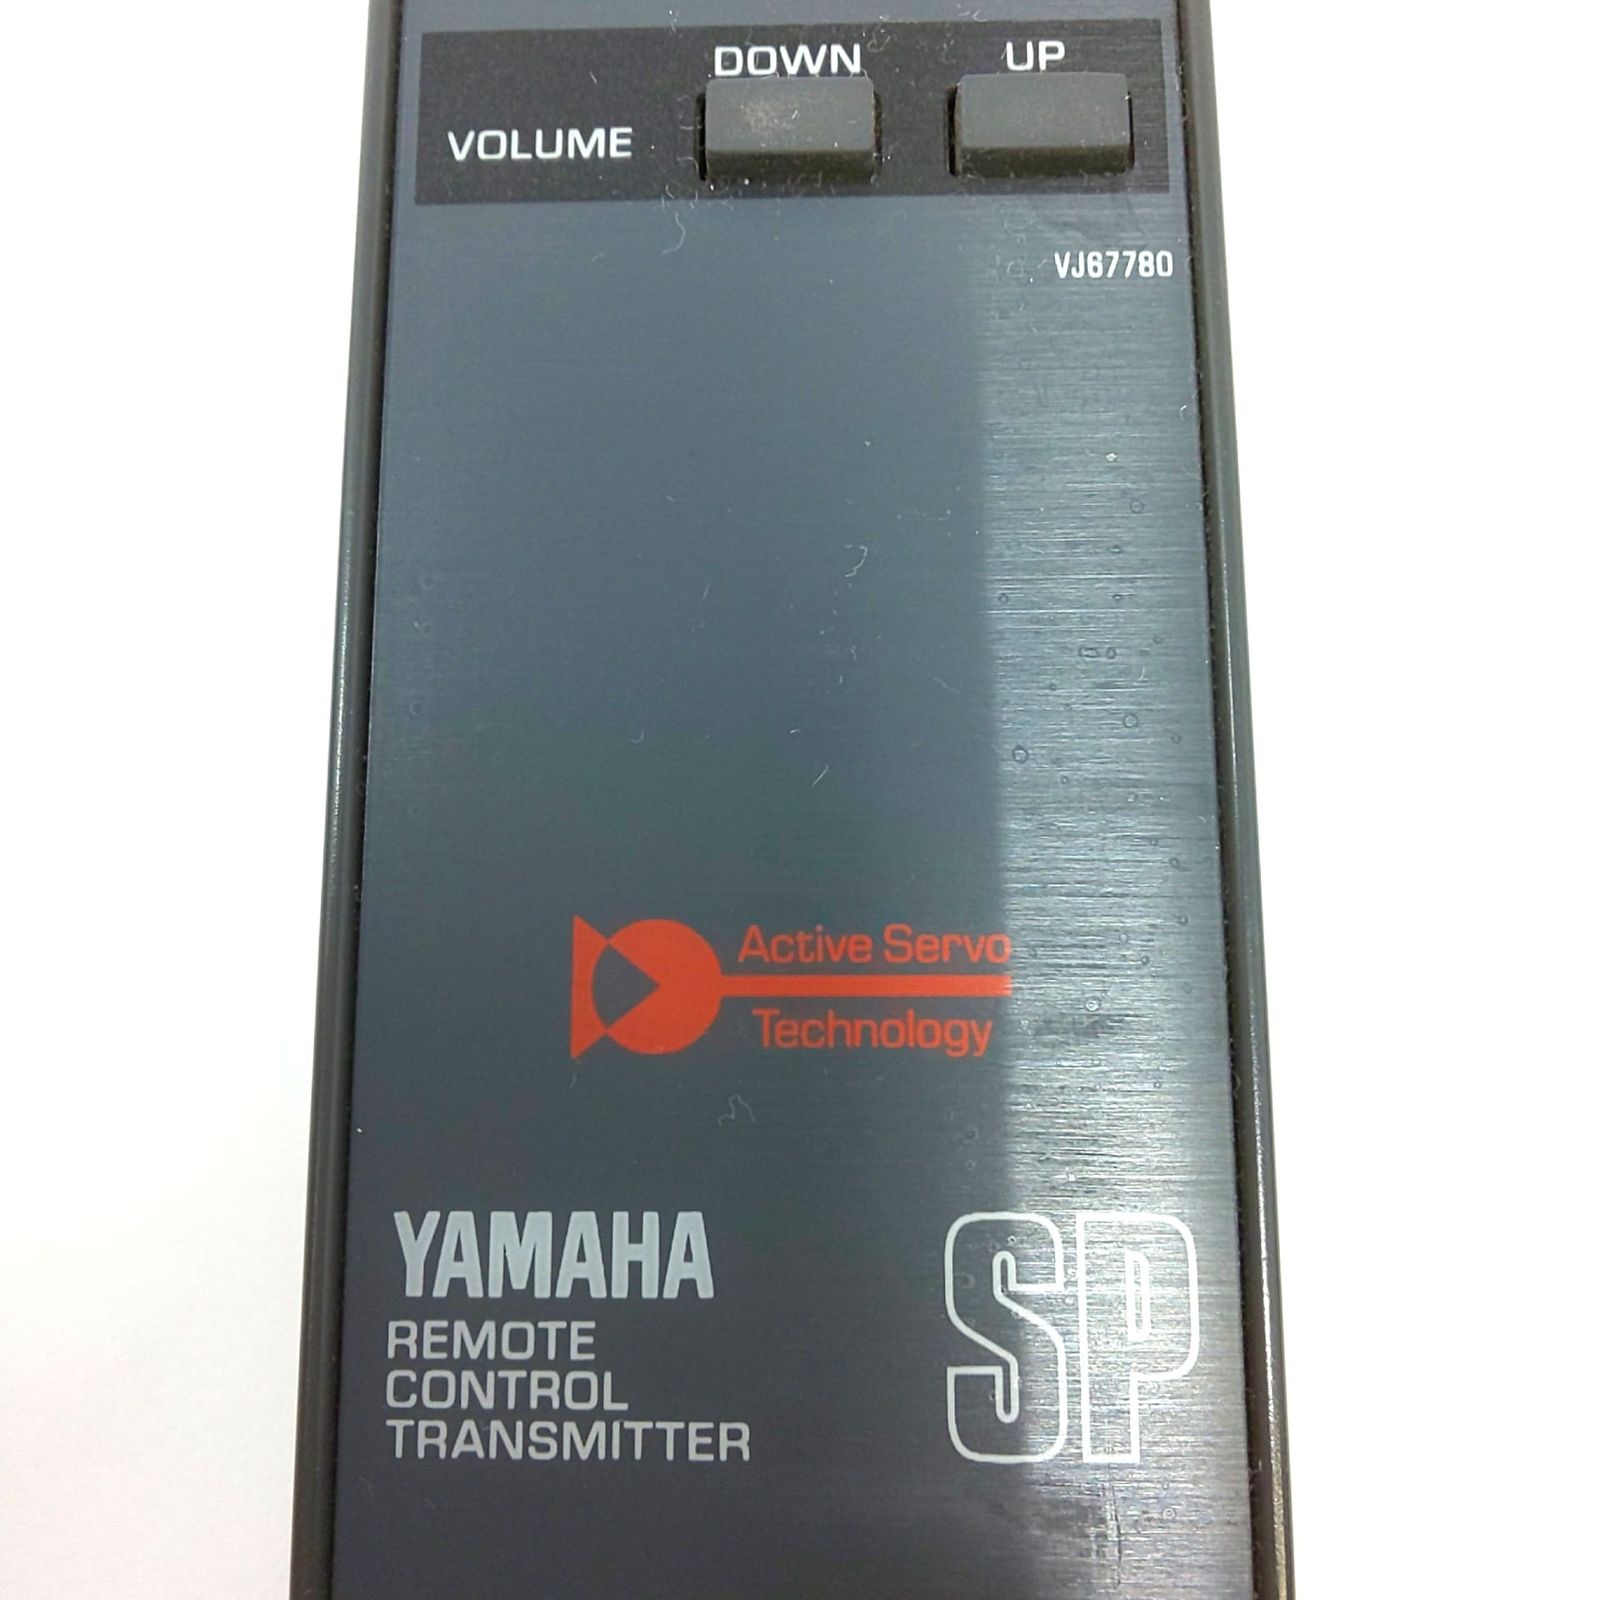 DOWN UP
VOLUME
VJ67780
Active Servo
Technology
YAMAHA
REMOTE
CONTROL
TRANSMITTER
SP